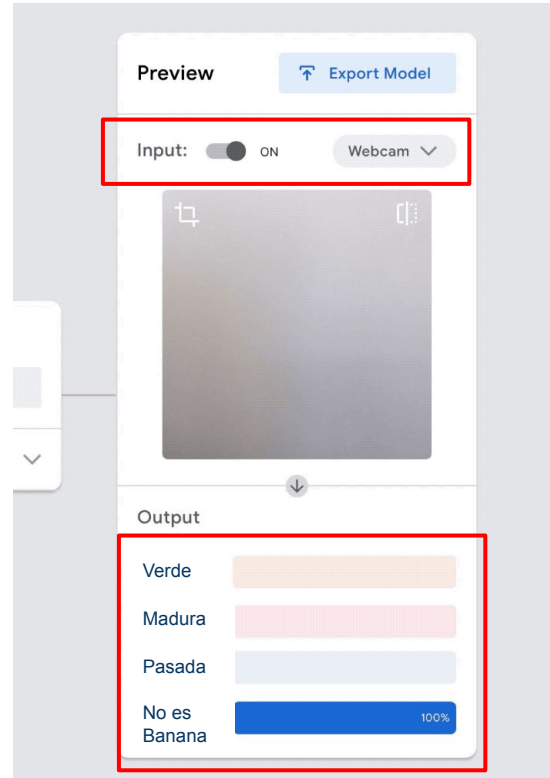 Preview
Export Model
Input:
ON
Webcam
Output
Verde
Madura
Pasada
No es
Banana
100%